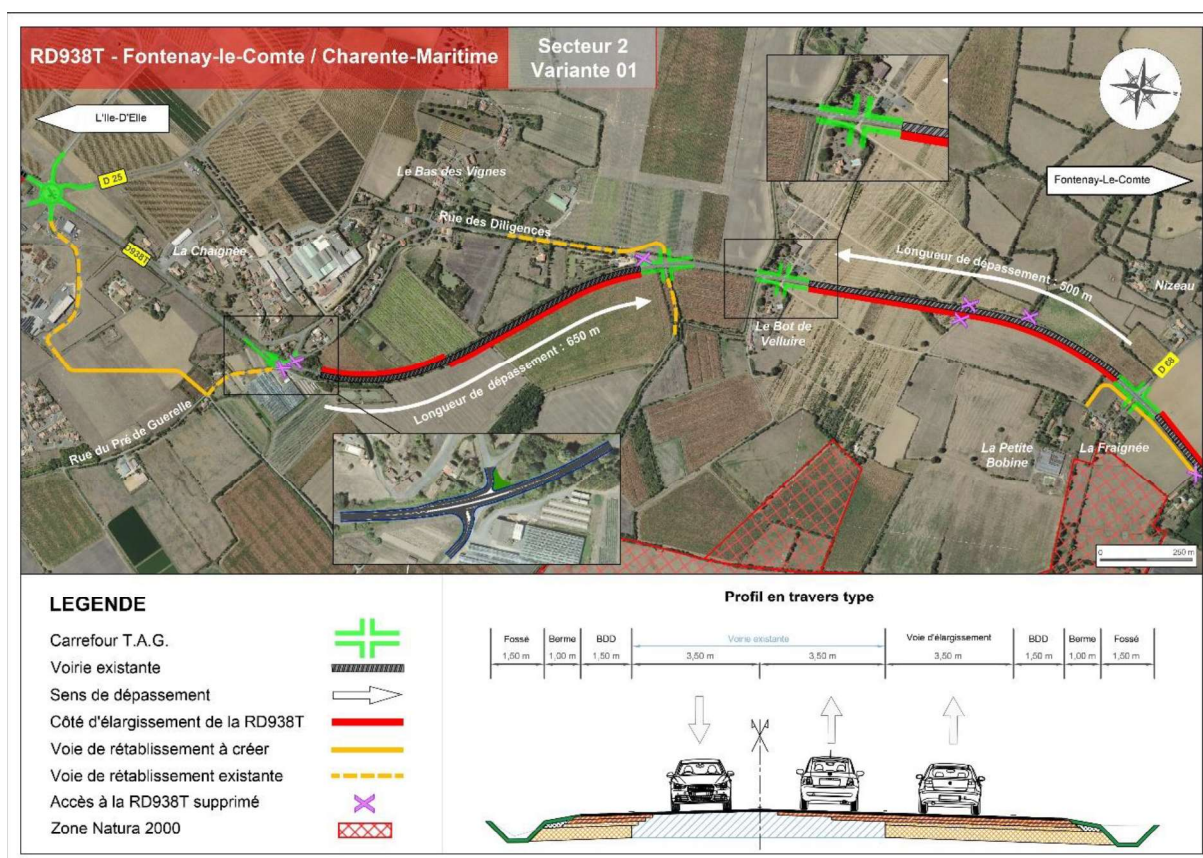 RD938T - Fontenay-le-Comte / Charente-Maritime
Secteur 2
Variante 01
L'Ile-D'Elle
D 25
D938T
La Chaignée
Le Bas des Vignes
Rue des Diligences
Fontenay-Le-Comte
Longueur de dépassement : 500 m
Nizeau
Le Bot de
Velluire
Longueur de dépassement : 650 m
D 68
Rue du Pré de Guerelle
La Petite
Bobine
La Fraignée
0 250 m
LEGENDE
Carrefour T.A.G.
Voirie existante
Sens de dépassement
Côté d'élargissement de la RD938T
Voie de rétablissement à créer
Voie de rétablissement existante
Accès à la RD938T supprimé
Zone Natura 2000
Profil en travers type
Fossé Berme BDD Voirie existante Voie d'élargissement BDD Berme Fossé
1,50 m 1,00 m 1,50 m 3,50 m 3,50 m 3,50 m 1,50 m 1,00 m 1,50 m